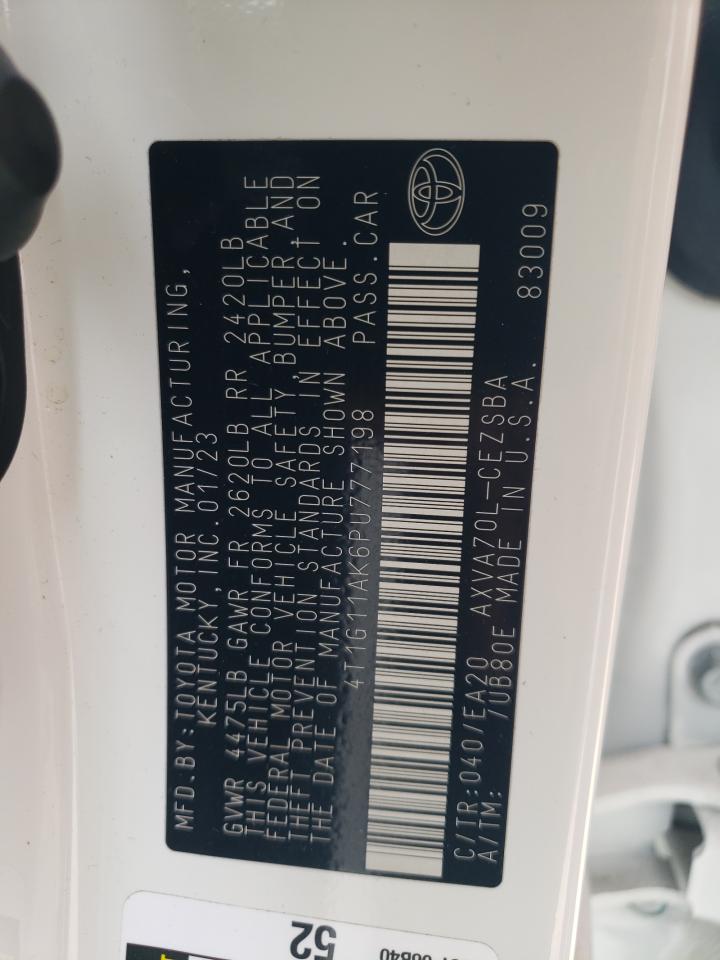 MFD.BY:TOYOTA MOTOR MANUFACTURING,
KENTUCKY, INC.01/23
GVWR 4475LB GAWR FR 2620LB RR 2420LB
THIS VEHICLE CONFORMS TO ALL APPLICABLE
FEDERAL MOTOR VEHICLE SAFETY, BUMPER, AND
THEFT PREVENTION STANDARDS IN EFFECT ON
THE DATE OF MANUFACTURE SHOWN ABOVE.
4T1G11AK6PU777198 PASS.CAR
C/TR:040/EA20 AXVA70L-CEZSBA
A/TM: /UB80E MADE IN U.S.A. 83009
52